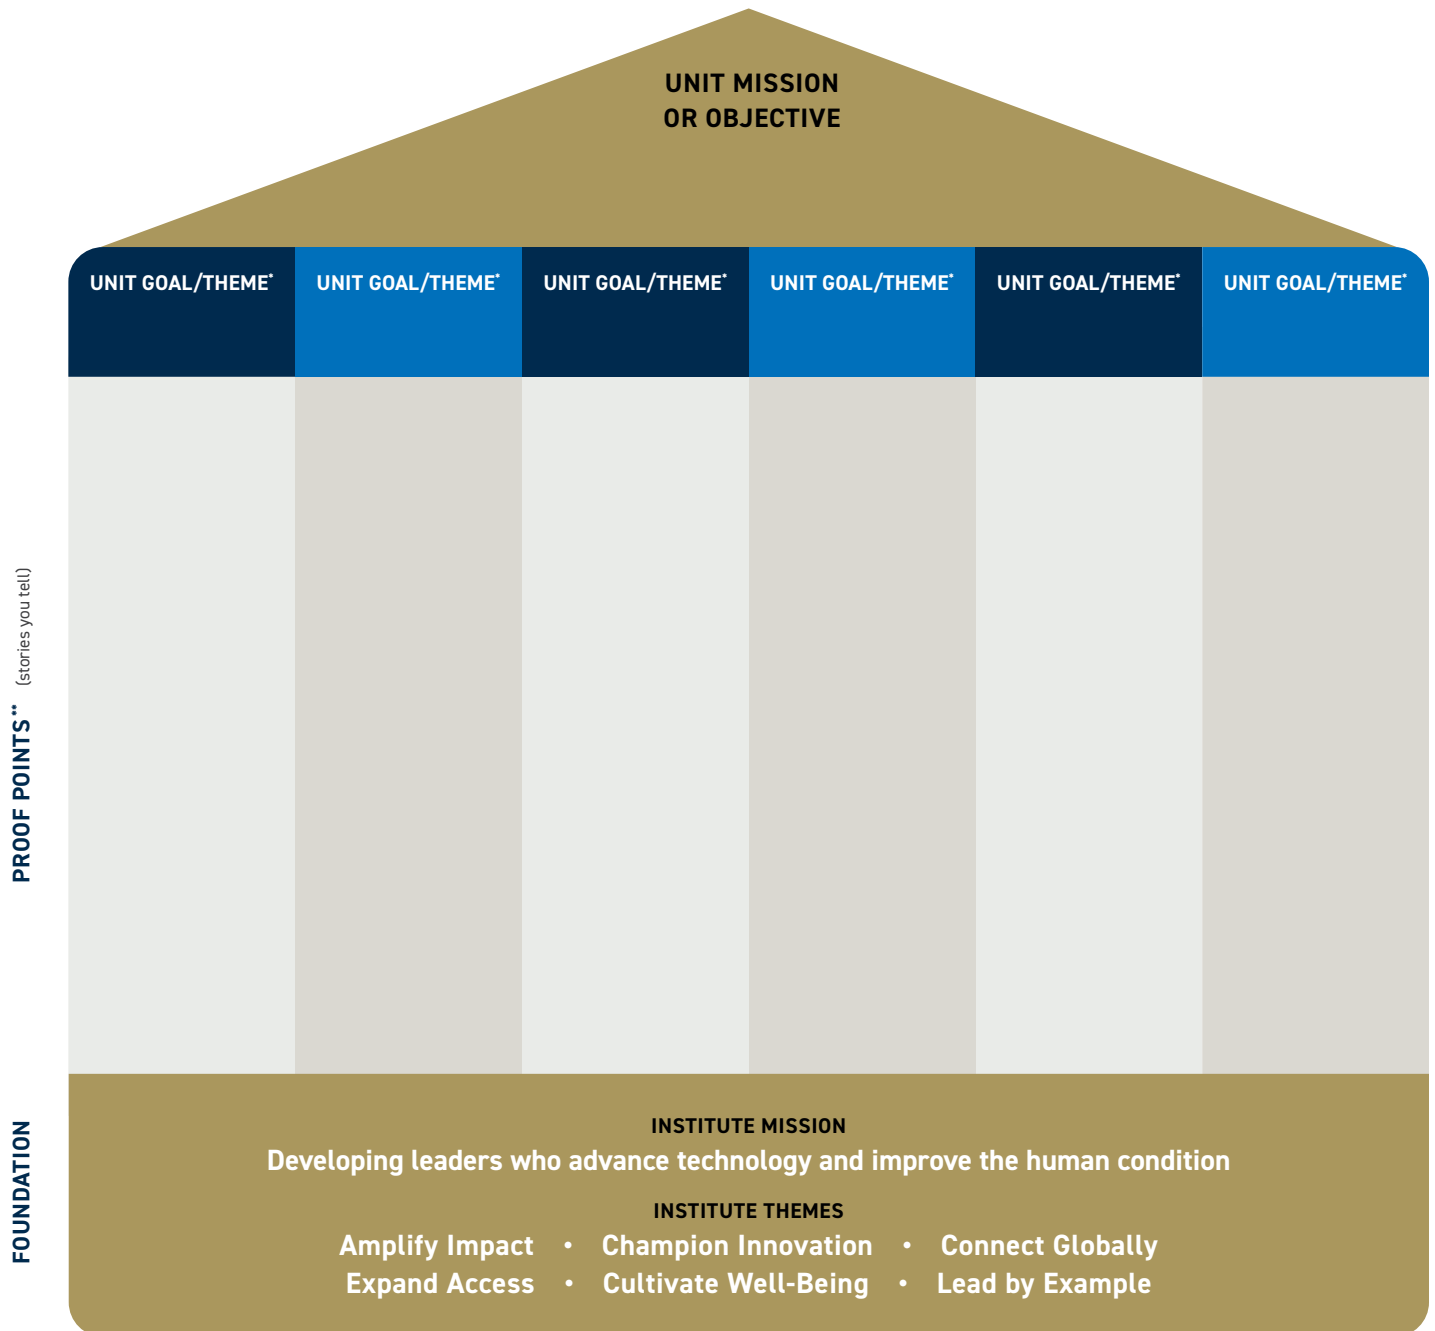 UNIT MISSION
OR OBJECTIVE
UNIT GOAL/THEME*
UNIT GOAL/THEME*
UNIT GOAL/THEME*
UNIT GOAL/THEME*
UNIT GOAL/THEME*
UNIT GOAL/THEME*
PROOF POINTS** (stories you tell)
FOUNDATION
INSTITUTE MISSION
Developing leaders who advance technology and improve the human condition
INSTITUTE THEMES
Amplify Impact • Champion Innovation • Connect Globally
Expand Access • Cultivate Well-Being • Lead by Example